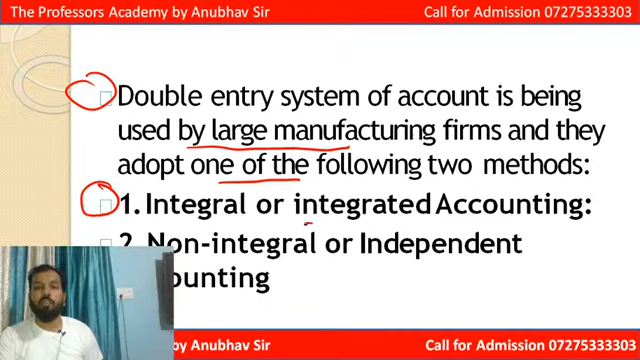 The Professors Academy by Anubhav Sir Call for Admission 07275333303
Double entry system of account is being
used by large manufacturing firms and they
adopt one of the following two methods:
1. Integral or integrated Accounting:
2. Non-integral or Independent
ounting
by Anubhav Sir Call for Admission 07275333303